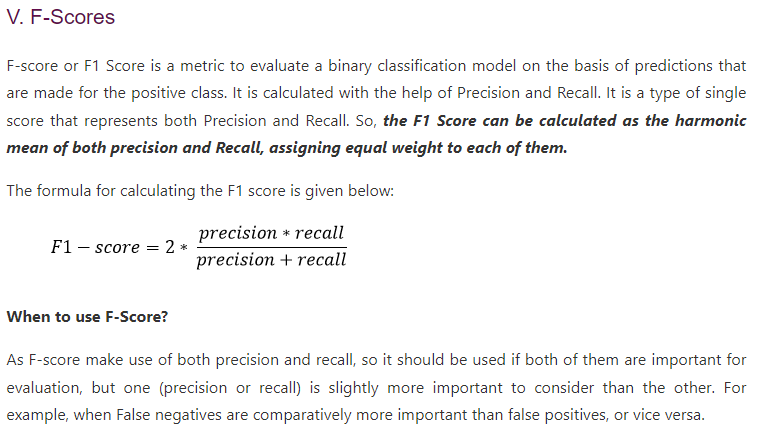 V. F-Scores
F-score or F1 Score is a metric to evaluate a binary classification model on the basis of predictions that
are made for the positive class. It is calculated with the help of Precision and Recall. It is a type of single
score that represents both Precision and Recall. So, the F1 Score can be calculated as the harmonic
mean of both precision and Recall, assigning equal weight to each of them.
The formula for calculating the F1 score is given below:
F1 − score = 2 * precision * recall / precision + recall
When to use F-Score?
As F-score make use of both precision and recall, so it should be used if both of them are important for
evaluation, but one (precision or recall) is slightly more important to consider than the other. For
example, when False negatives are comparatively more important than false positives, or vice versa.